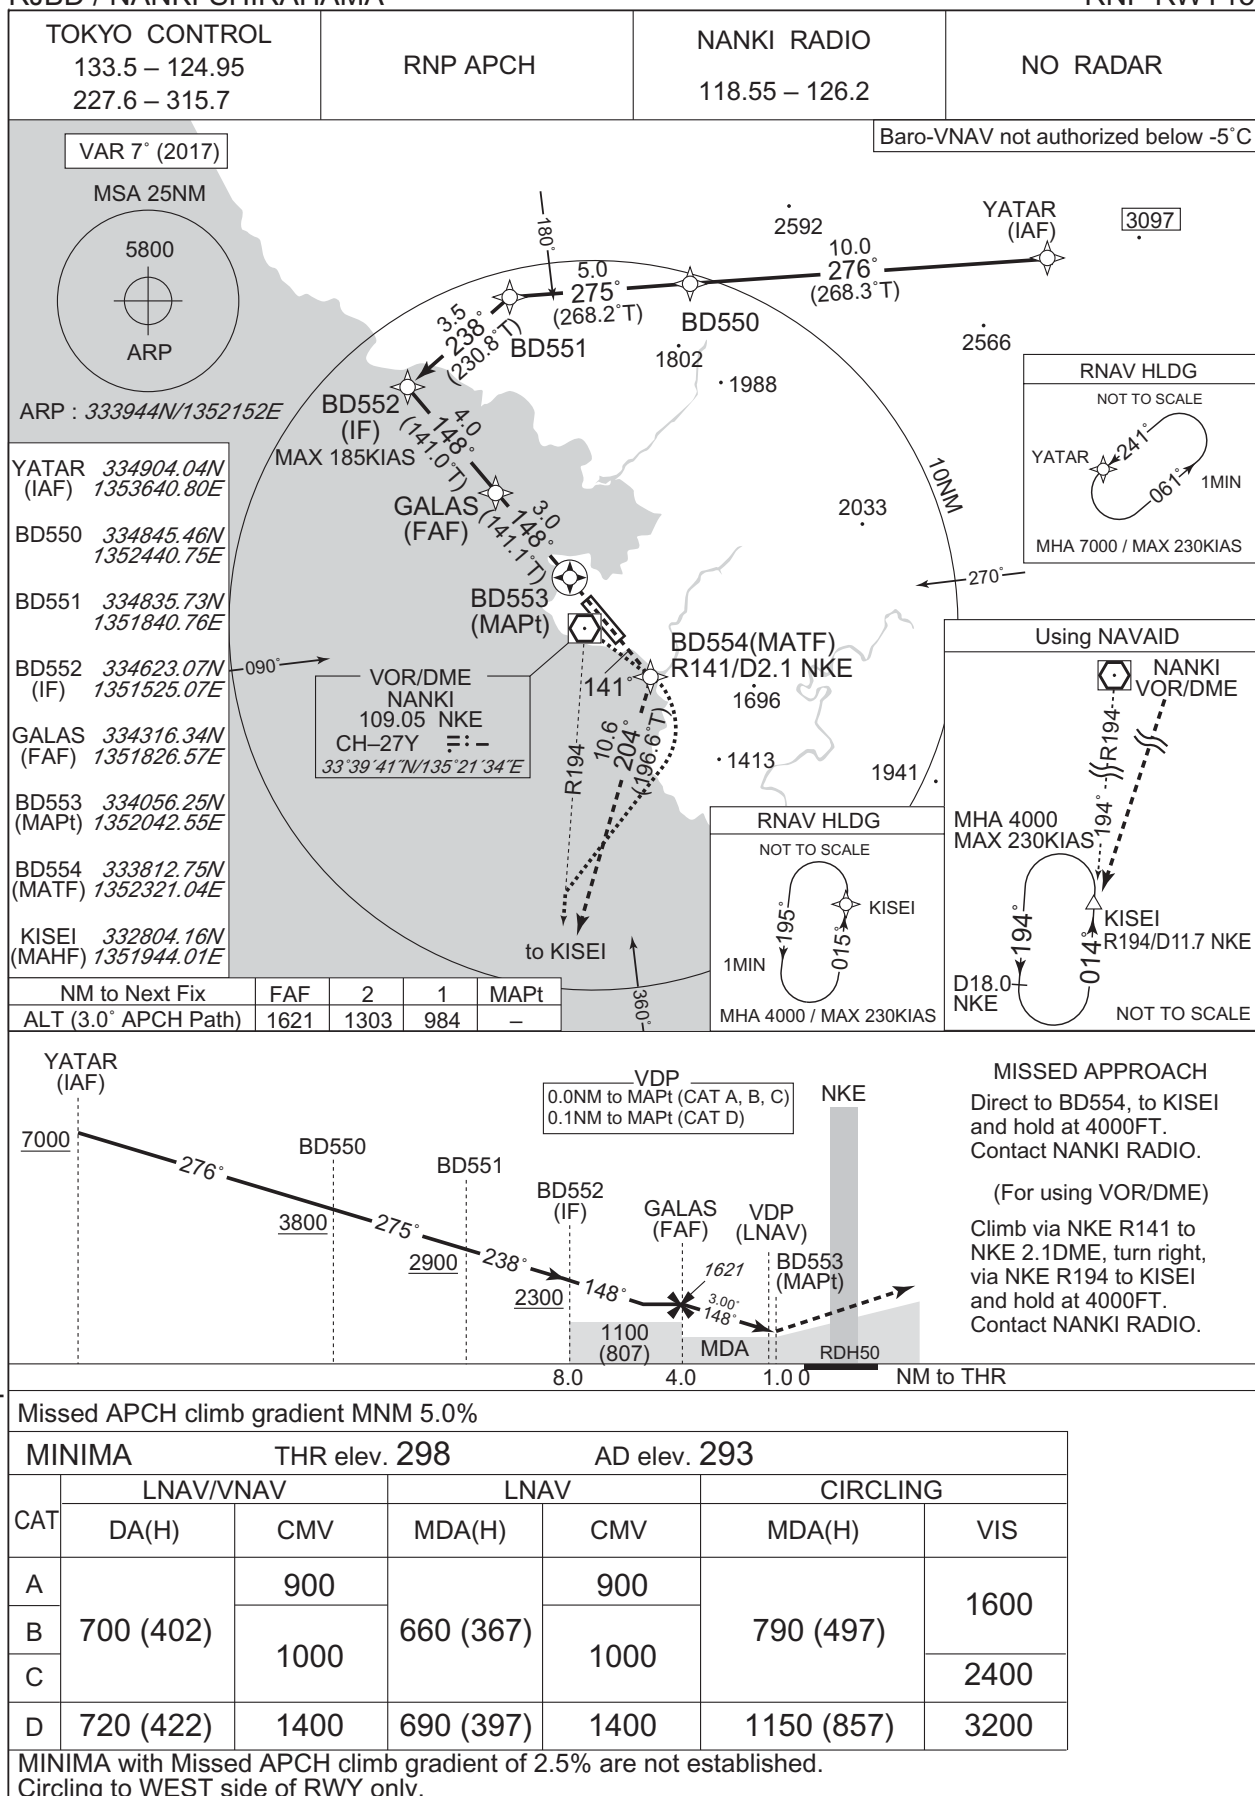 RJBD / NANKI-SHIRAHAMA
RNP RWY 15
TOKYO CONTROL
133.5 – 124.95
227.6 – 315.7
RNP APCH
NANKI RADIO
118.55 – 126.2
NO RADAR
Baro-VNAV not authorized below -5˚C
VAR 7˚ (2017)
MSA 25NM
5800
ARP
ARP : 333944N/1352152E
YATAR 334904.04N
(IAF) 1353640.80E
BD550 334845.46N
1352440.75E
BD551 334835.73N
1351840.76E
BD552 334623.07N
(IF) 1351525.07E
GALAS 334316.34N
(FAF) 1351826.57E
BD553 334056.25N
(MAPt) 1352042.55E
BD554 333812.75N
(MATF) 1352321.04E
KISEI 332804.16N
(MAHF) 1351944.01E
180˚
2592
YATAR
(IAF)
3097
10.0
276˚
(268.3˚T)
5.0
275˚
(268.2˚T)
BD550
BD551
3.5
238˚
(230.8˚T)
1802
1988
2566
BD552
(IF)
MAX 185KIAS
4.0
148˚
(141.0˚T)
GALAS
(FAF)
3.0
148˚
(141.1˚T)
10NM
2033
270˚
BD553
(MAPt)
090˚
VOR/DME
NANKI
109.05 NKE
CH–27Y
33˚39´41˝N/135˚21´34˝E
BD554(MATF)
R141/D2.1 NKE
141˚
1696
1413
1941
R194
10.6
204˚
(196.6˚T)
to KISEI
360˚
RNAV HLDG
NOT TO SCALE
YATAR
241˚
061˚
1MIN
MHA 7000 / MAX 230KIAS
Using NAVAID
NANKI
VOR/DME
R194
194˚
MHA 4000
MAX 230KIAS
KISEI
R194/D11.7 NKE
194˚
014˚
D18.0
NKE
NOT TO SCALE
RNAV HLDG
NOT TO SCALE
KISEI
195˚
015˚
1MIN
MHA 4000 / MAX 230KIAS
NM to Next Fix FAF 2 1 MAPt
ALT (3.0˚ APCH Path) 1621 1303 984 –
YATAR
(IAF)
7000
276˚
BD550
3800
275˚
BD551
2900
238˚
BD552
(IF)
2300
148˚
GALAS
(FAF)
1621
3.00˚
148˚
VDP
0.0NM to MAPt (CAT A, B, C)
0.1NM to MAPt (CAT D)
VDP
(LNAV)
BD553
(MAPt)
NKE
1100
(807)
MDA
RDH50
8.0 4.0 1.0 0 NM to THR
MISSED APPROACH
Direct to BD554, to KISEI
and hold at 4000FT.
Contact NANKI RADIO.
(For using VOR/DME)
Climb via NKE R141 to
NKE 2.1DME, turn right,
via NKE R194 to KISEI
and hold at 4000FT.
Contact NANKI RADIO.
Missed APCH climb gradient MNM 5.0%
MINIMA THR elev. 298 AD elev. 293
CAT LNAV/VNAV LNAV CIRCLING
DA(H) CMV MDA(H) CMV MDA(H) VIS
A 900 900 1600
B 700 (402) 1000 660 (367) 1000 790 (497)
C 2400
D 720 (422) 1400 690 (397) 1400 1150 (857) 3200
MINIMA with Missed APCH climb gradient of 2.5% are not established.
Circling to WEST side of RWY only.